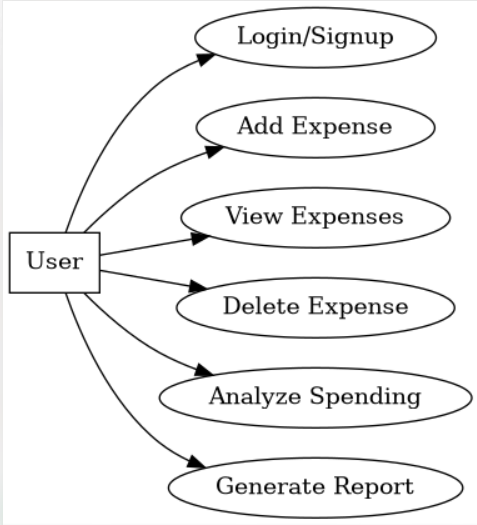 Login/Signup
Add Expense
View Expenses
User
Delete Expense
Analyze Spending
Generate Report